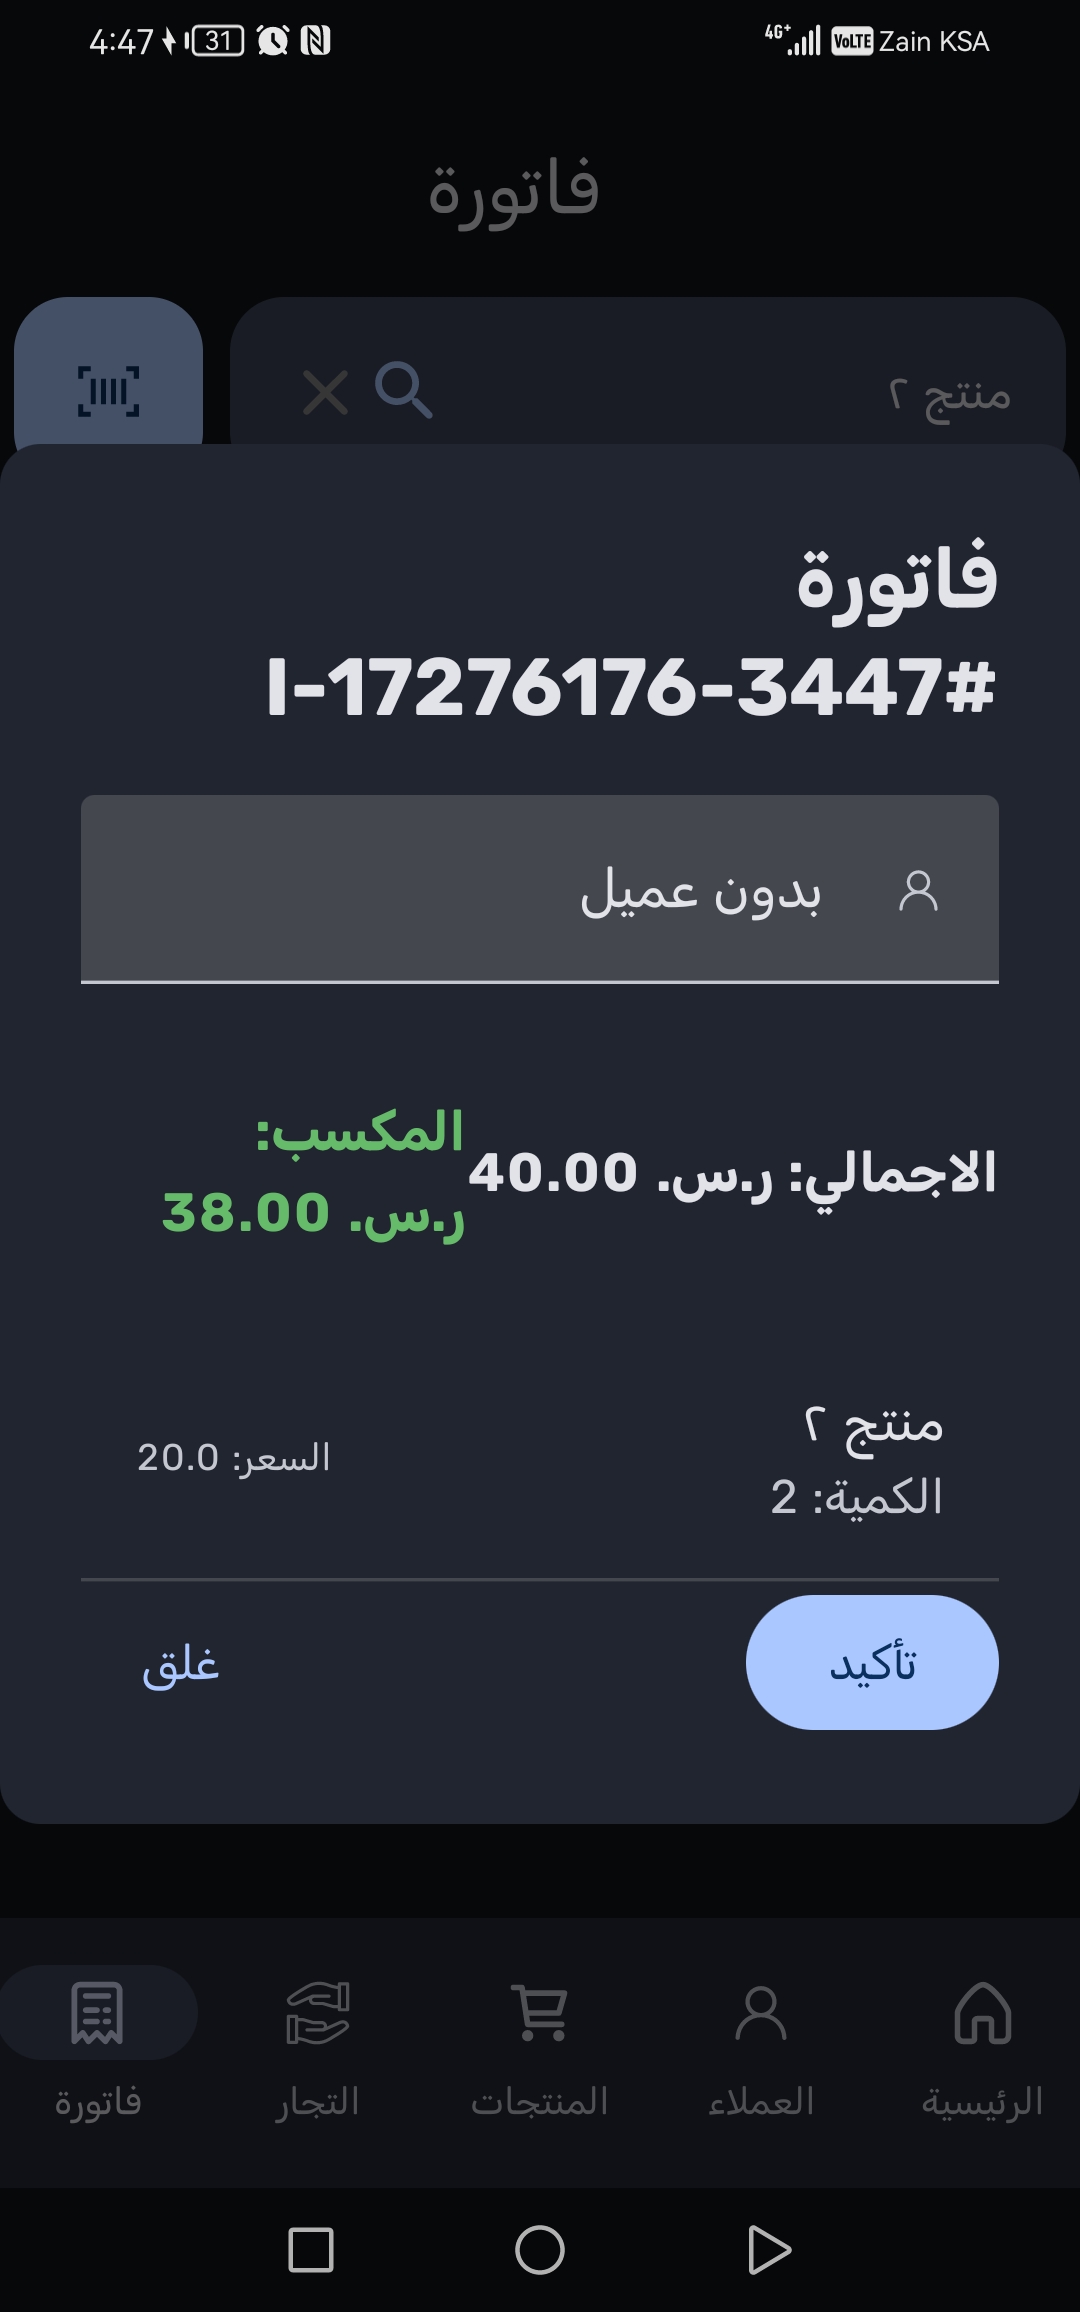 4:47 31 4G+ VoLTE Zain KSA
فاتورة
منتج ٢
فاتورة
#I-17276176-3447
بدون عميل
الاجمالي: ر.س. 40.00
المكسب:
ر.س. 38.00
منتج ٢
الكمية: 2
السعر: 20.0
تأكيد
غلق
الرئيسية
العملاء
المنتجات
التجار
فاتورة